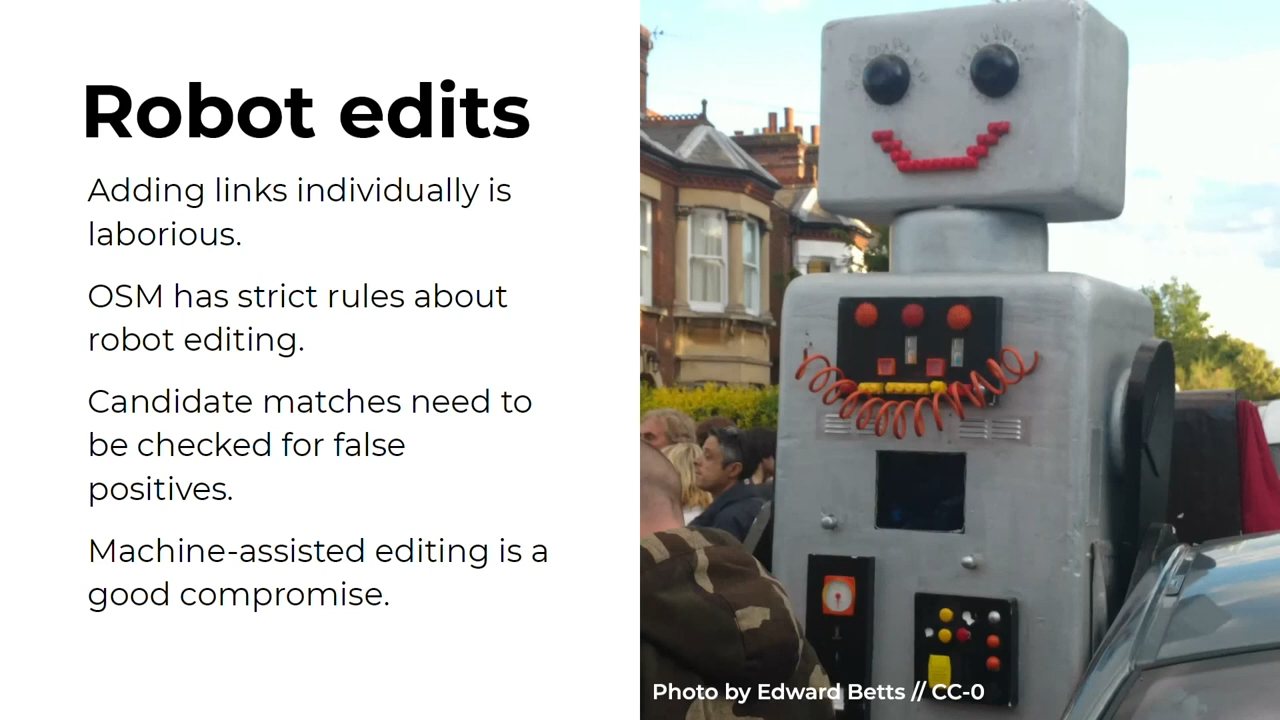 Robot edits
Adding links individually is
laborious.
OSM has strict rules about
robot editing.
Candidate matches need to
be checked for false
positives.
Machine-assisted editing is a
good compromise.
Photo by Edward Betts // CC-0